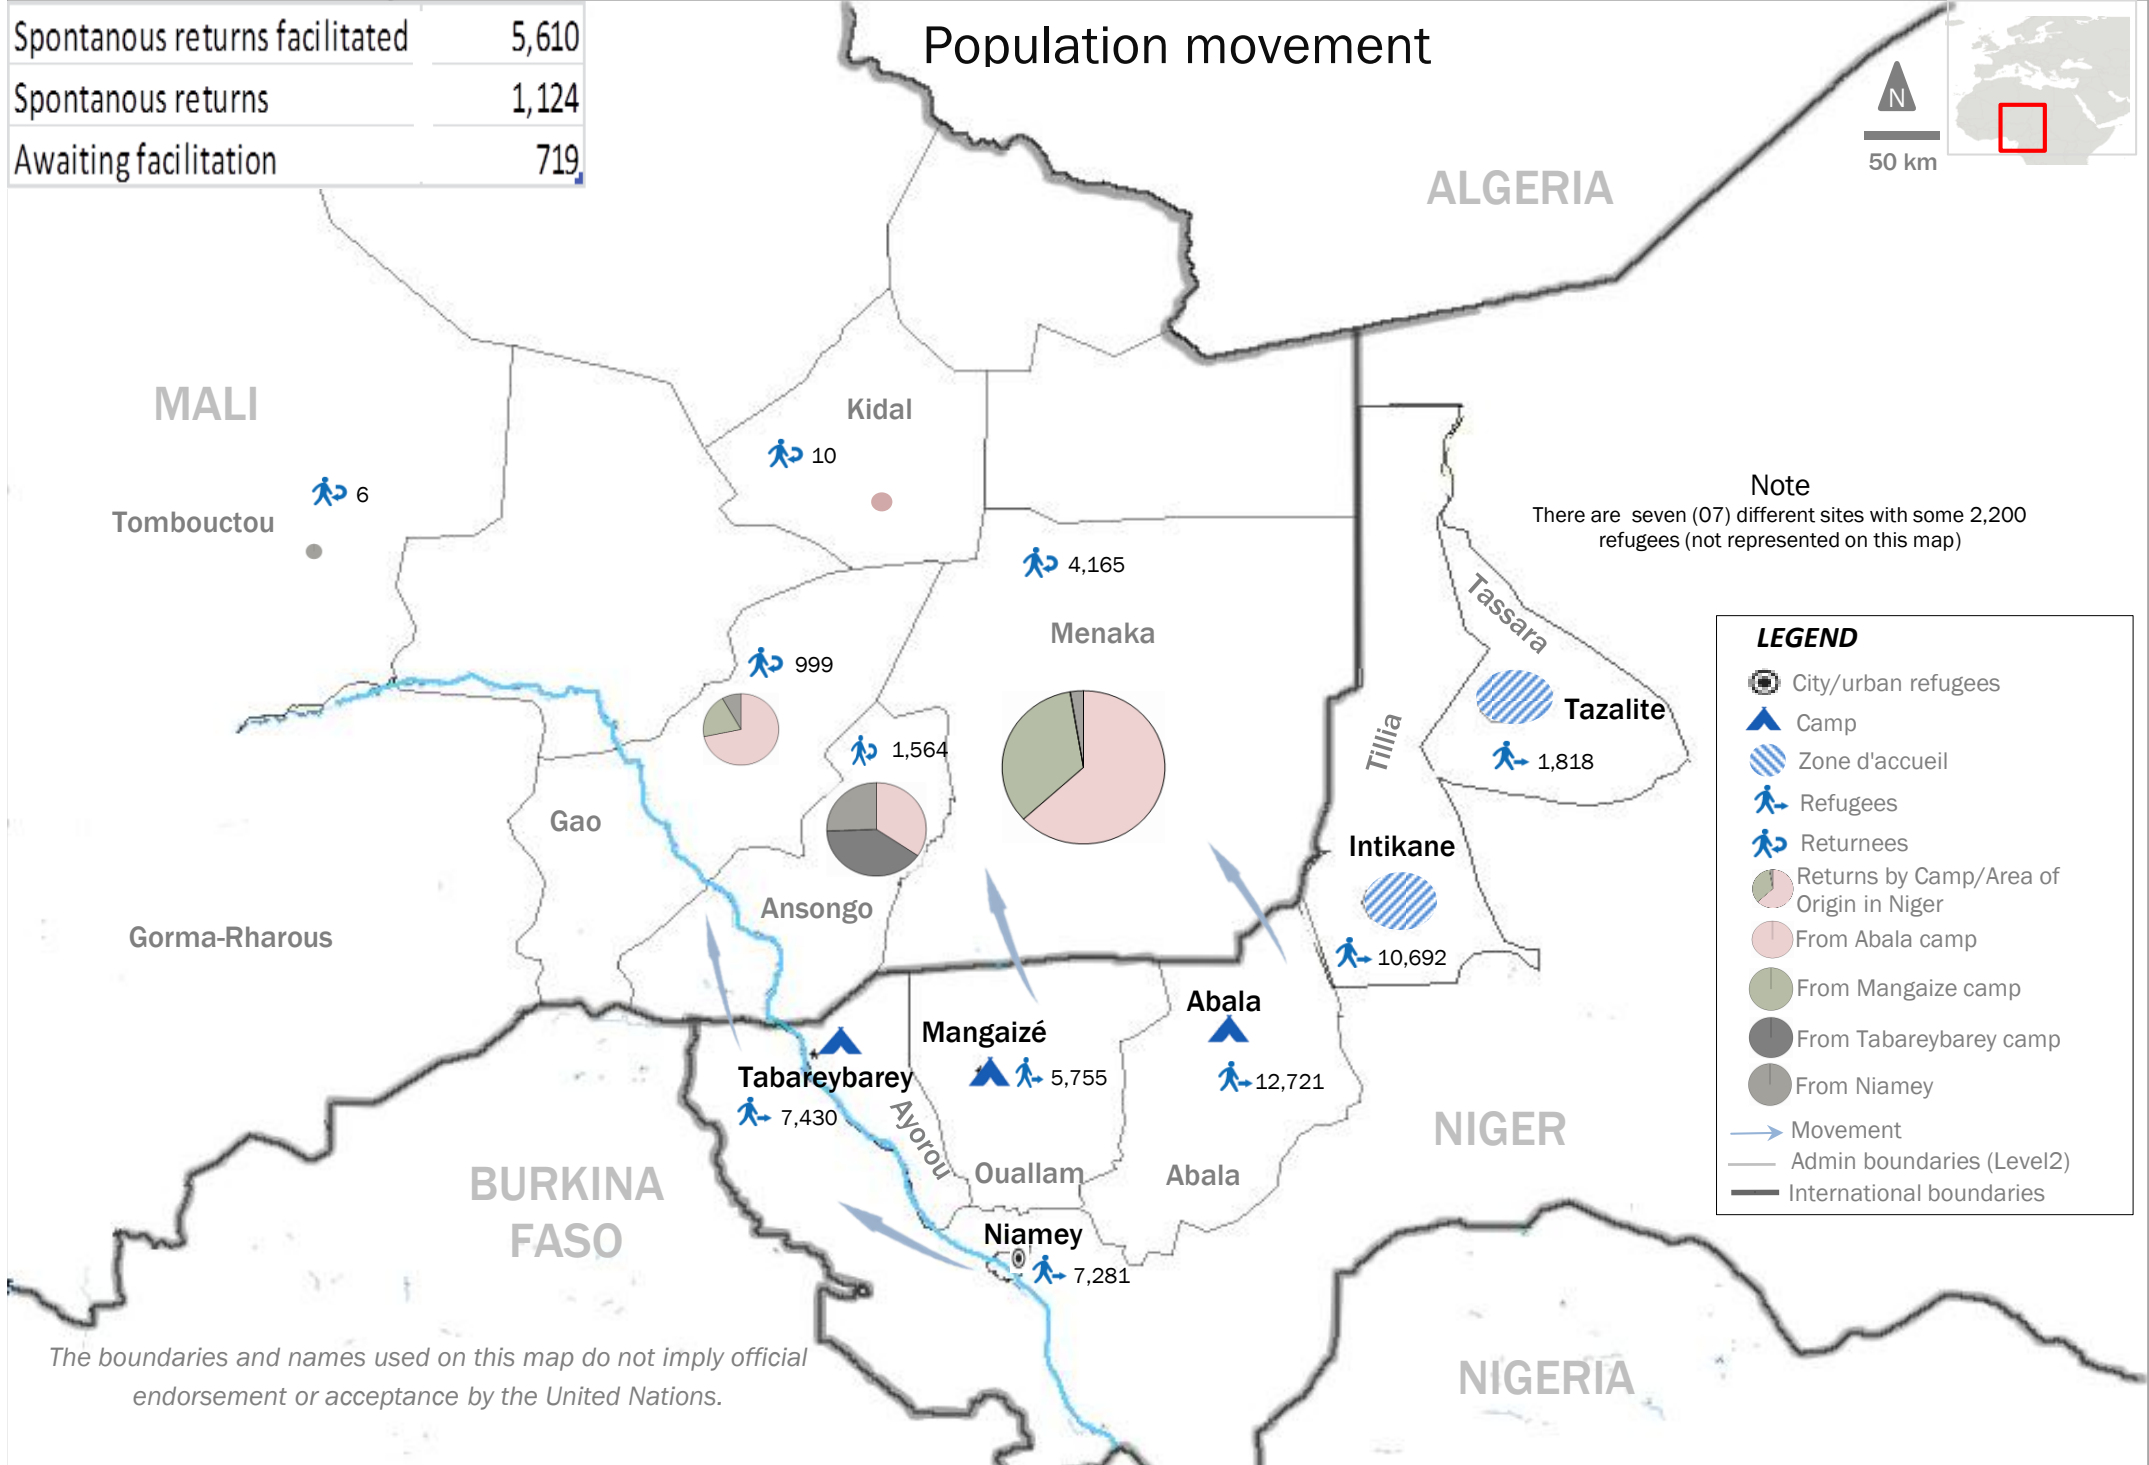 Spontanous returns facilitated 5,610
Spontanous returns 1,124
Awaiting facilitation 719
Population movement
N
50 km
ALGERIA
MALI
Kidal
10
6
Tombouctou
Note
There are seven (07) different sites with some 2,200
refugees (not represented on this map)
4,165
Menaka
Tassara
999
Tazalite
1,818
Tillia
1,564
Gao
Intikane
10,692
Ansongo
Gorma-Rharous
LEGEND
City/urban refugees
Camp
Zone d'accueil
Refugees
Returnees
Returns by Camp/Area of
Origin in Niger
From Abala camp
From Mangaize camp
From Tabareybarey camp
From Niamey
Movement
Admin boundaries (Level2)
International boundaries
Abala
12,721
Mangaizé
5,755
Tabareybarey
7,430
Ayorou
Ouallam
Abala
NIGER
BURKINA
FASO
Niamey
7,281
NIGERIA
The boundaries and names used on this map do not imply official
endorsement or acceptance by the United Nations.